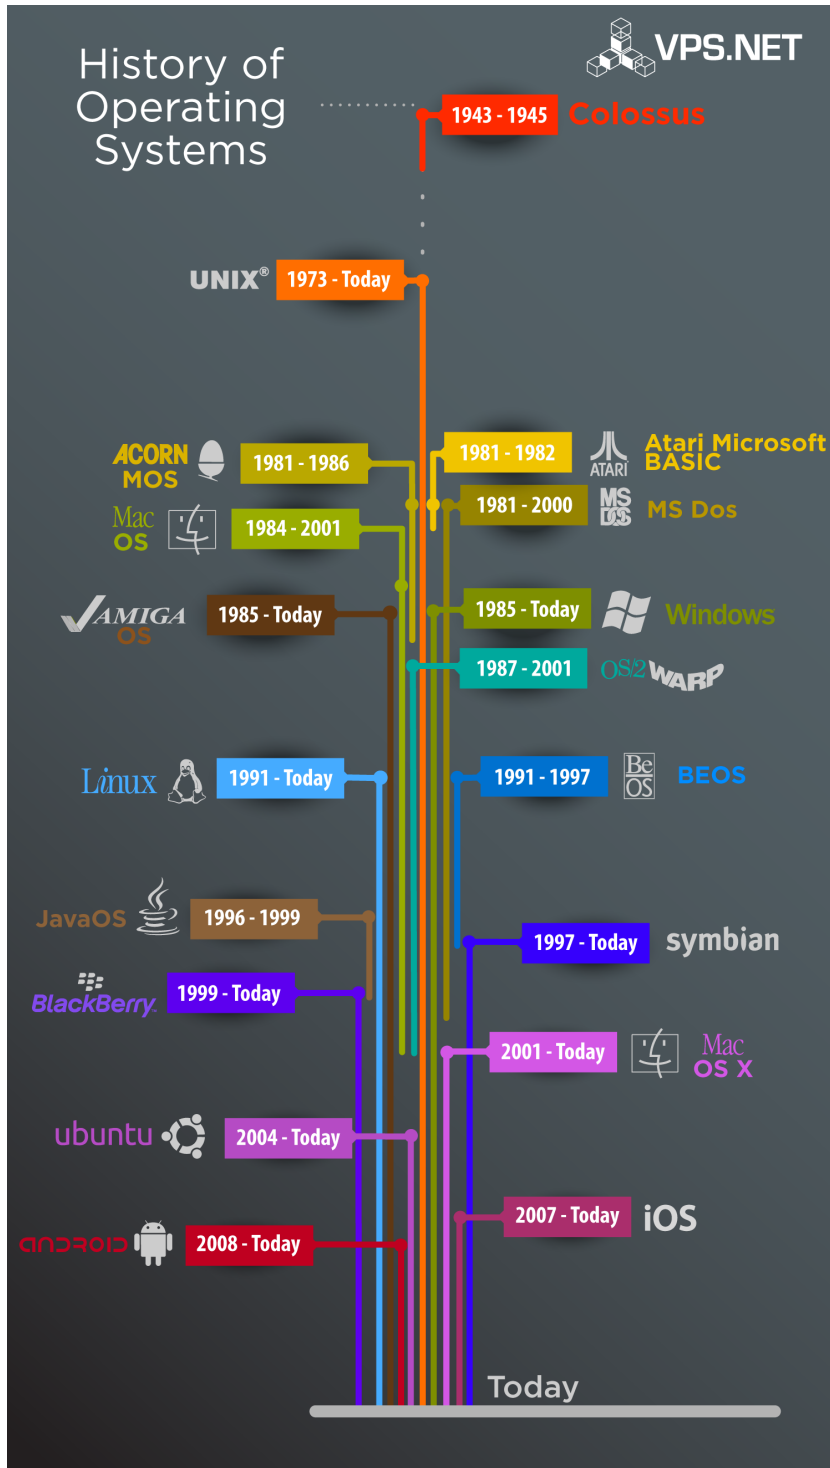 History of
Operating
Systems
VPS.NET
1943 - 1945 Colossus
UNIX® 1973 - Today
ACORN
MOS
1981 - 1986
1981 - 1982
ATARI
Atari Microsoft
BASIC
Mac
OS
1984 - 2001
1981 - 2000
MS
DOS
MS Dos
AMIGA
OS
1985 - Today
1985 - Today
Windows
1987 - 2001
OS/2 WARP
Linux
1991 - Today
1991 - 1997
Be
OS
BEOS
JavaOS
1996 - 1999
1997 - Today
symbian
BlackBerry
1999 - Today
2001 - Today
Mac
OS X
ubuntu
2004 - Today
2007 - Today
iOS
ANDROID
2008 - Today
Today